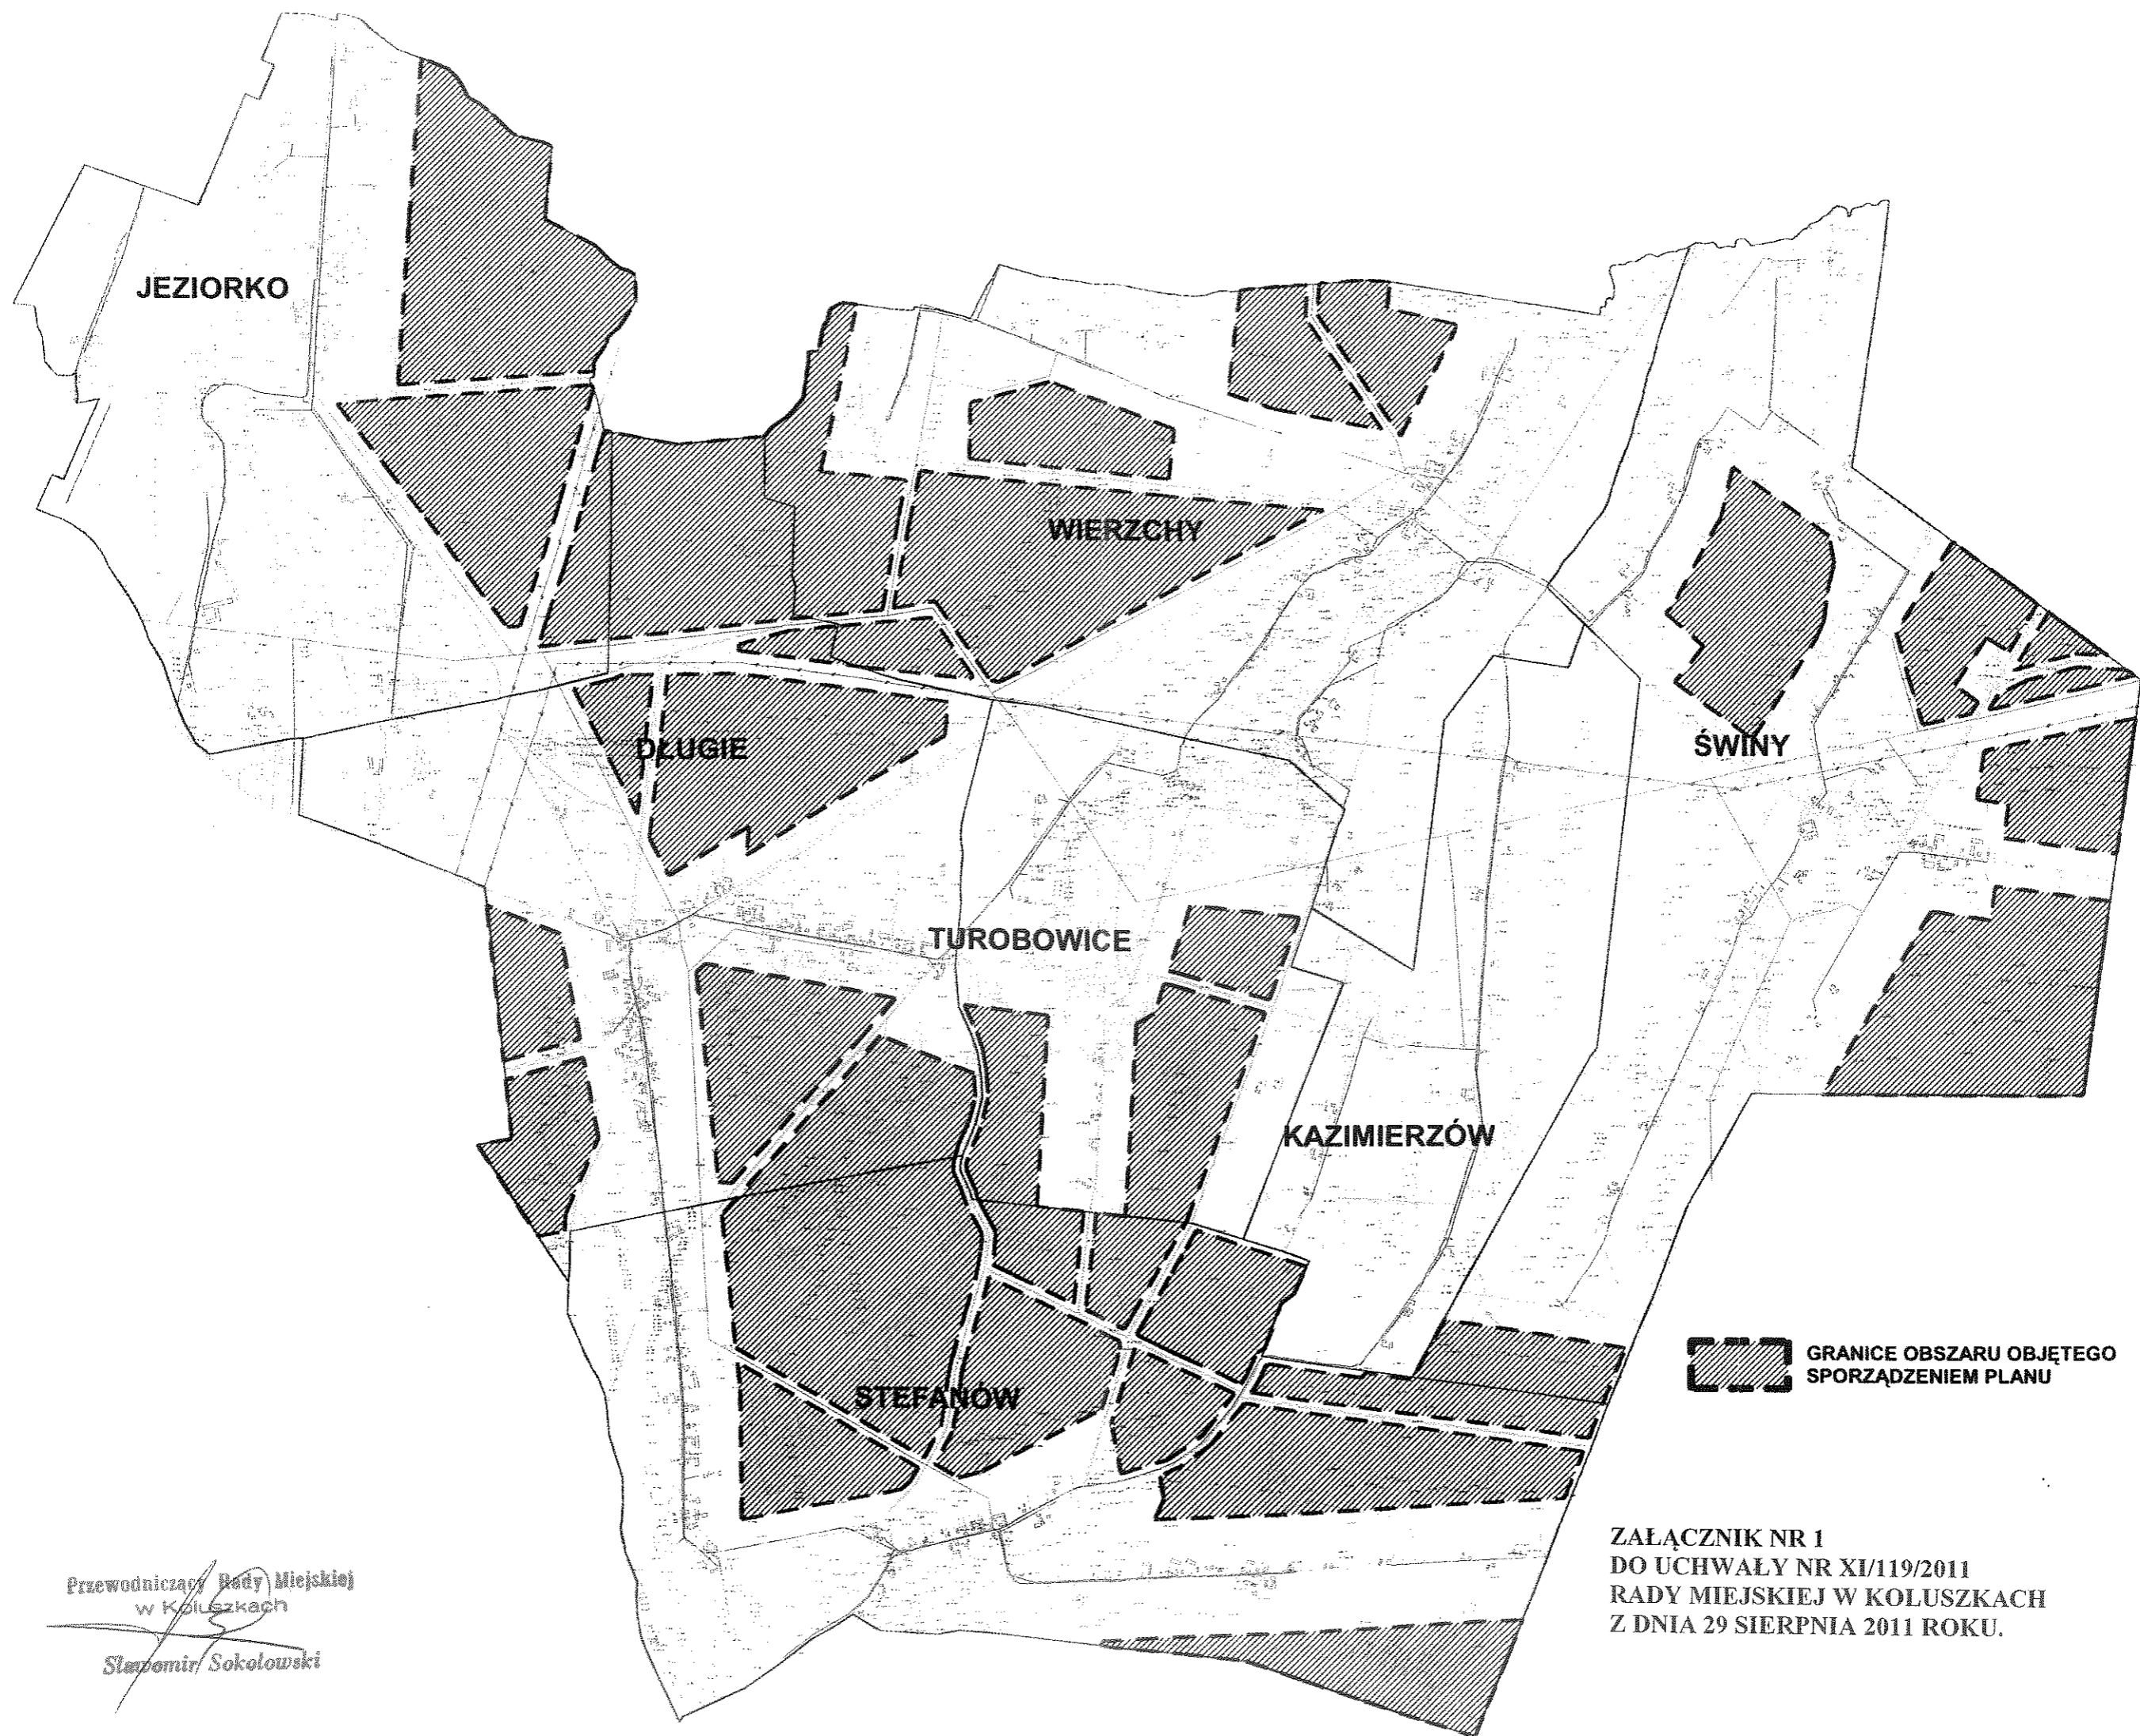 JEZIORKO
WIERZCHY
DŁUGIE
ŚWINY
TUROBOWICE
KAZIMIERZÓW
STEFANÓW
GRANICE OBSZARU OBJĘTEGO
SPORZĄDZENIEM PLANU
ZAŁĄCZNIK NR 1
DO UCHWAŁY NR XI/119/2011
RADY MIEJSKIEJ W KOLUSZKACH
Z DNIA 29 SIERPNIA 2011 ROKU.
Przewodniczący Rady Miejskiej
w Koluszkach
Sławomir Sokołowski